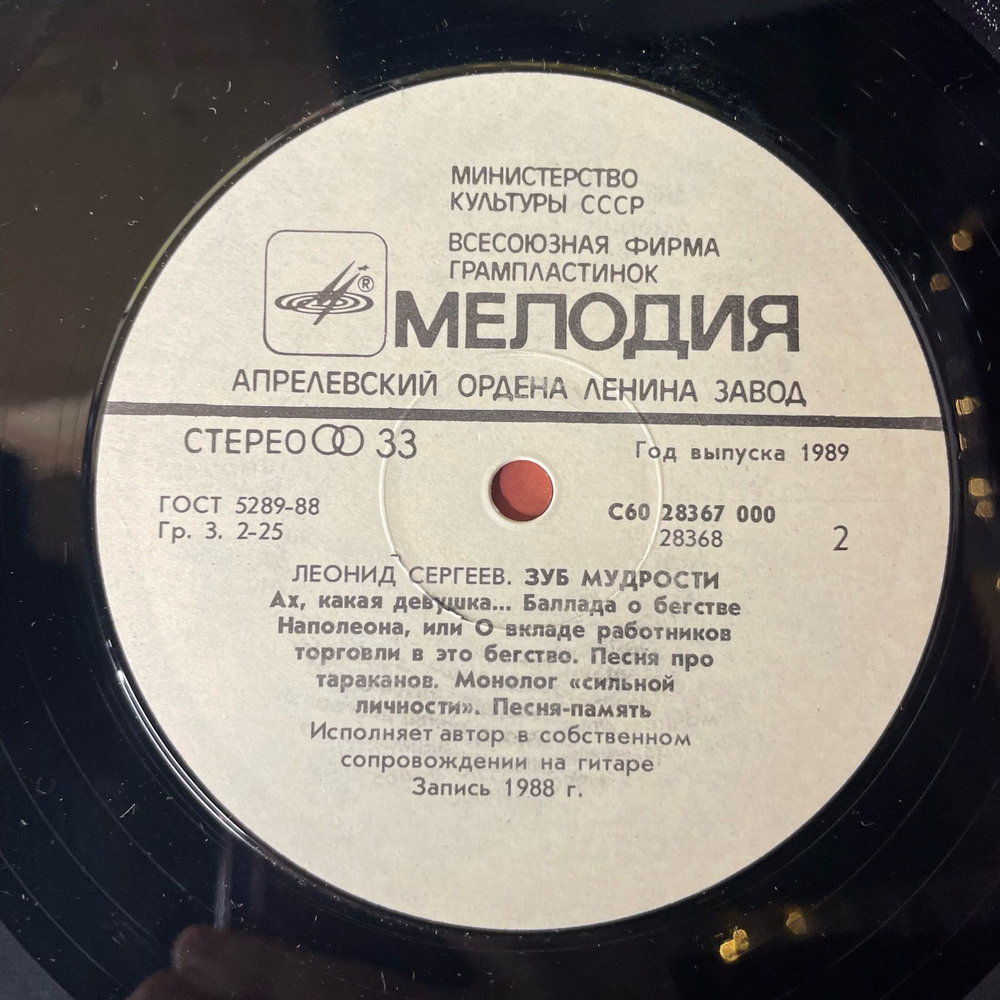 МИНИСТЕРСТВО
КУЛЬТУРЫ СССР
ВСЕСОЮЗНАЯ ФИРМА
ГРАМПЛАСТИНОК
®
МЕЛОДИЯ
АПРЕЛЕВСКИЙ ОРДЕНА ЛЕНИНА ЗАВОД
СТЕРЕО 33
Год выпуска 1989
ГОСТ 5289-88
Гр. 3. 2-25
С60 28367 000
28368
2
ЛЕОНИД СЕРГЕЕВ. ЗУБ МУДРОСТИ
Ах, какая девушка... Баллада о бегстве
Наполеона, или О вкладе работников
торговли в это бегство. Песня про
тараканов. Монолог «сильной
личности». Песня-память
Исполняет автор в собственном
сопровождении на гитаре
Запись 1988 г.